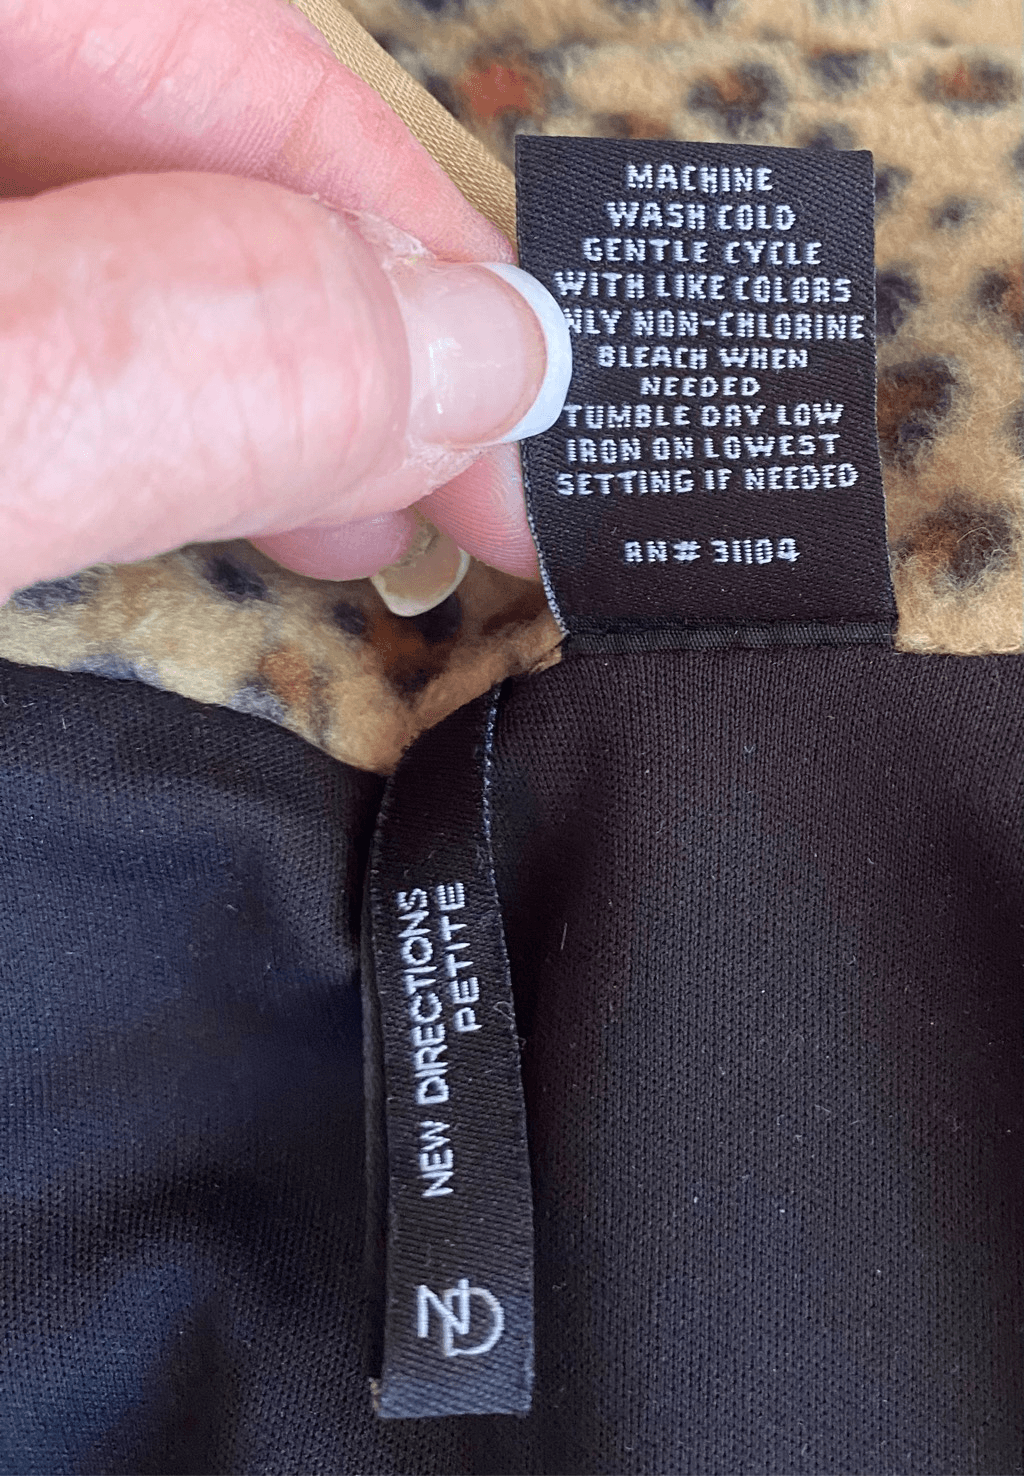 MACHINE
WASH COLD
GENTLE CYCLE
WITH LIKE COLORS
NLY NON-CHLORINE
BLEACH WHEN
NEEDED
TUMBLE DRY LOW
IRON ON LOWEST
SETTING IF NEEDED
RN# 31104
NEW DIRECTIONS
PETITE
ND